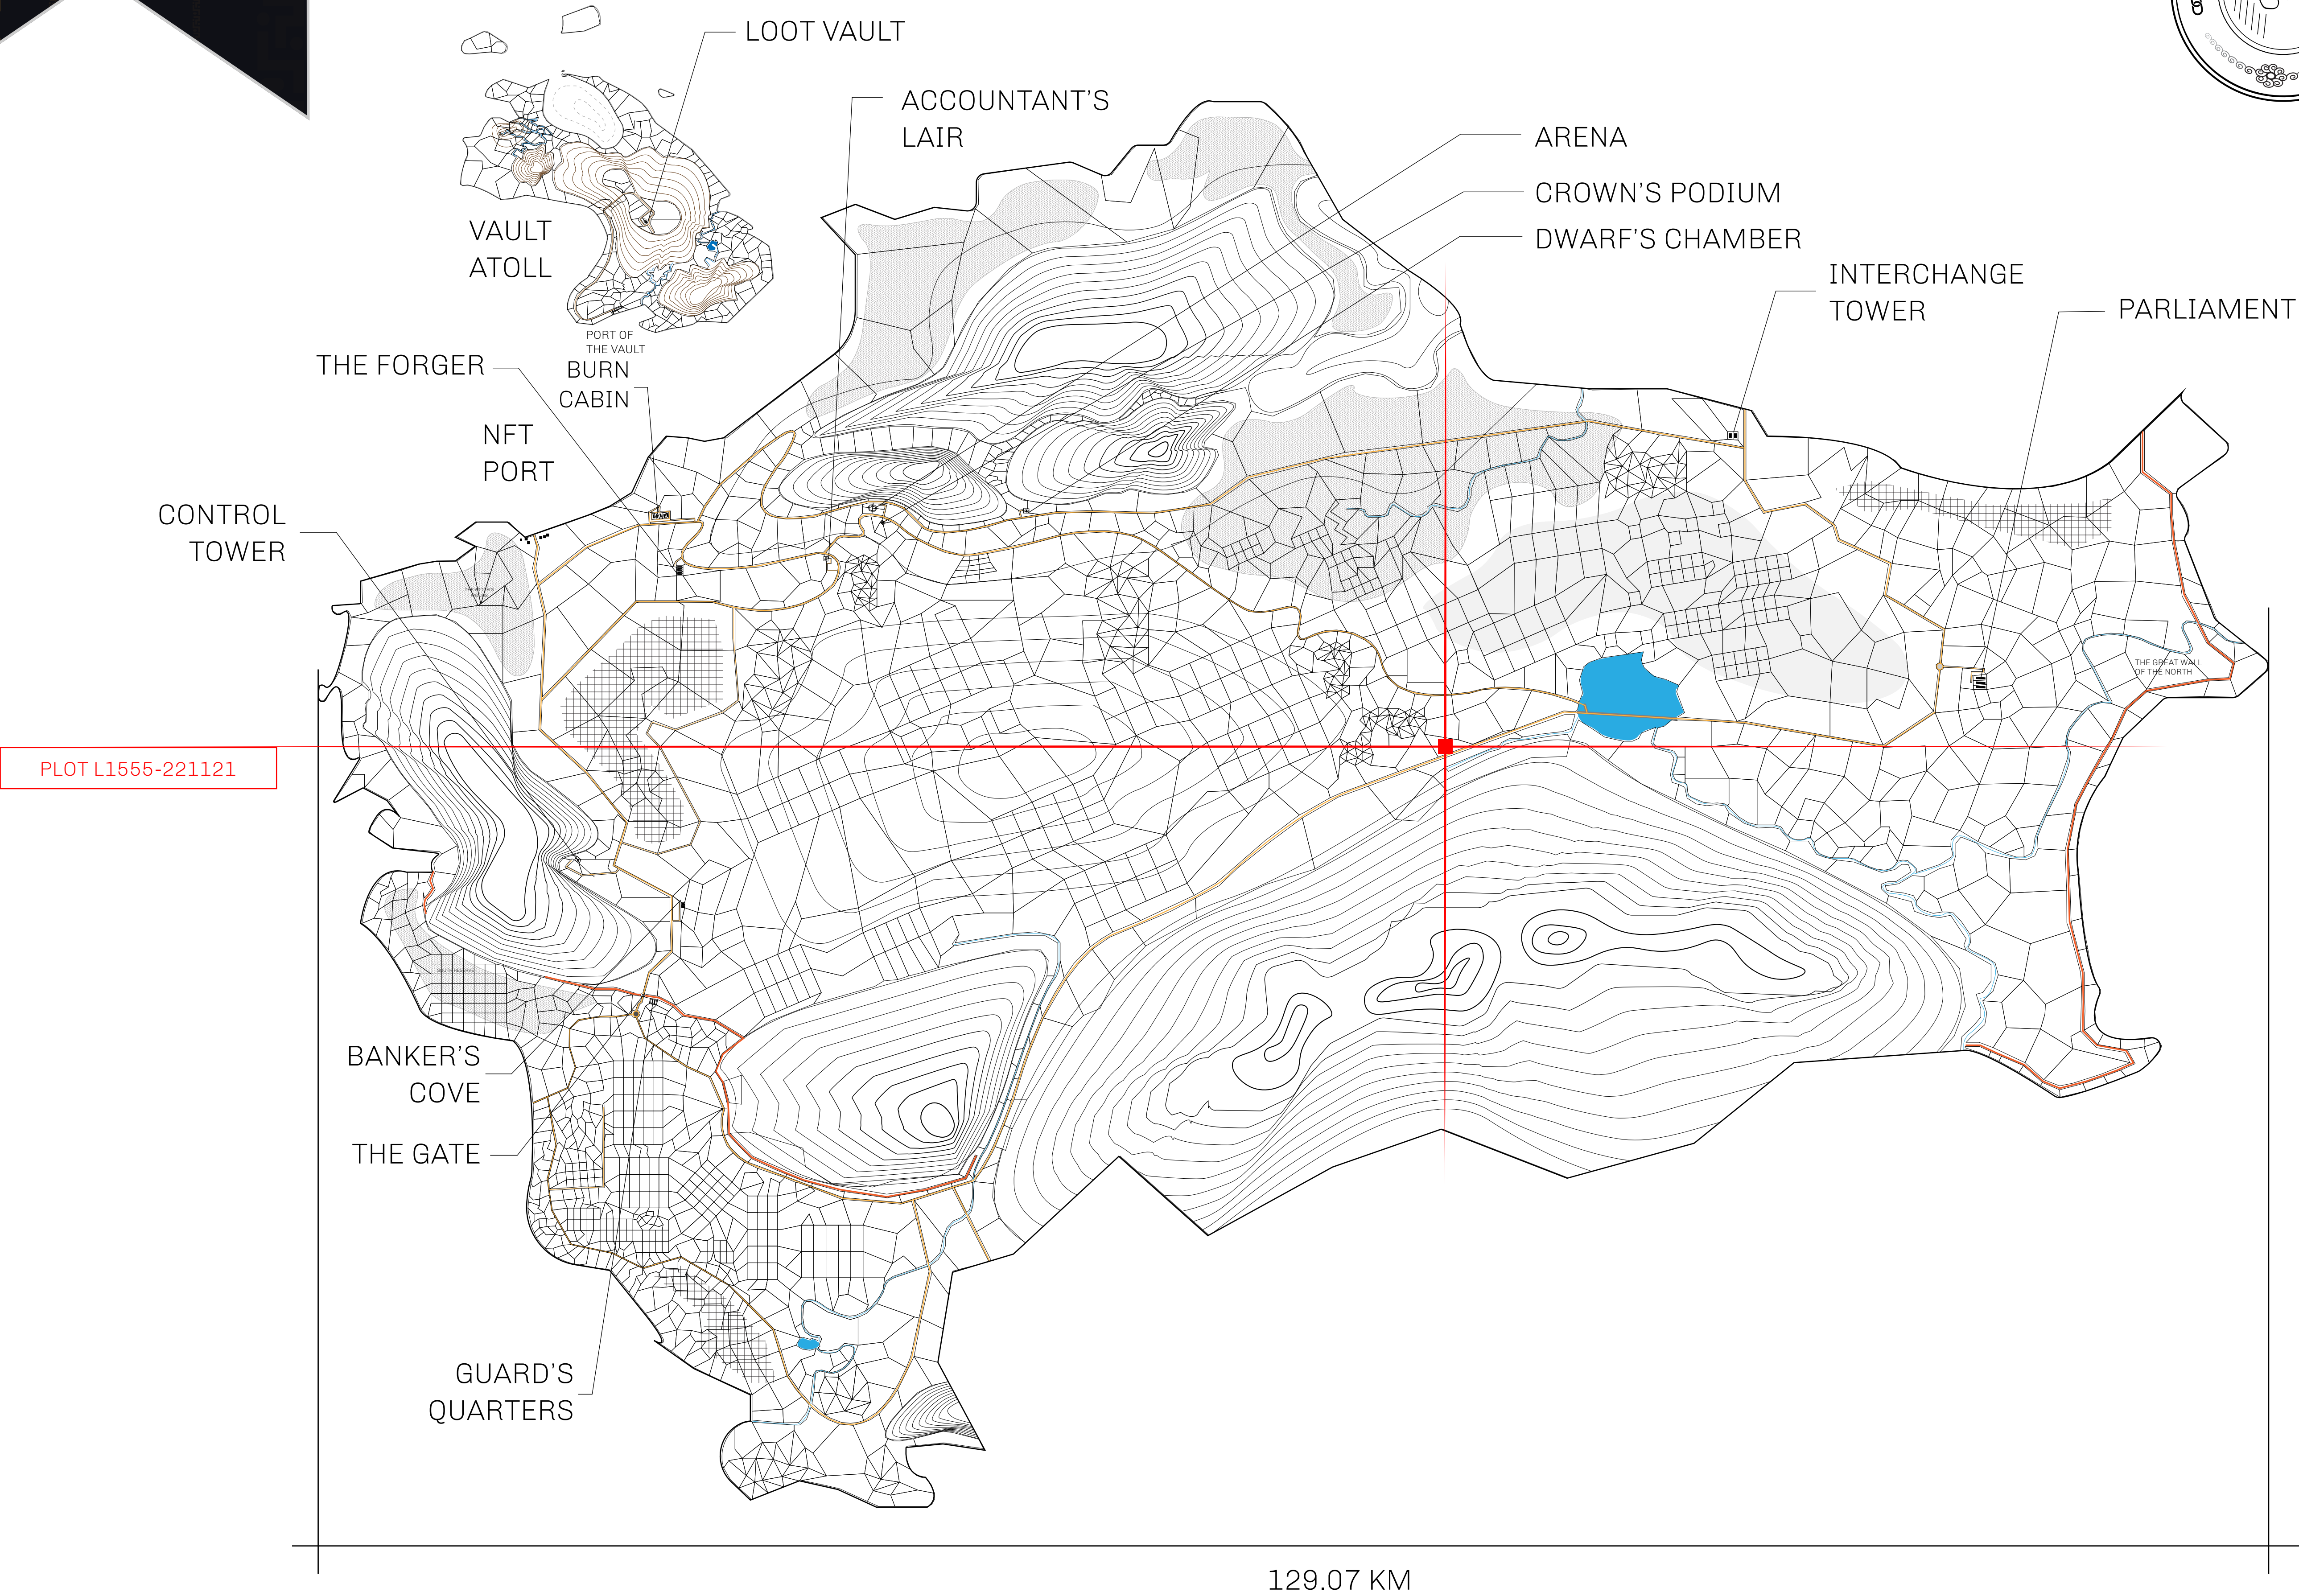 LOOT VAULT
ACCOUNTANT'S
LAIR
ARENA
CROWN'S PODIUM
DWARF'S CHAMBER
VAULT
ATOLL
INTERCHANGE
TOWER
PARLIAMENT
PORT OF
THE VAULT
THE FORGER
BURN
CABIN
NFT
PORT
CONTROL
TOWER
THE GREAT WALL
OF THE NORTH
PLOT L1555-221121
SOUTH RESERVE
BANKER'S
COVE
THE GATE
GUARD'S
QUARTERS
129.07 KM